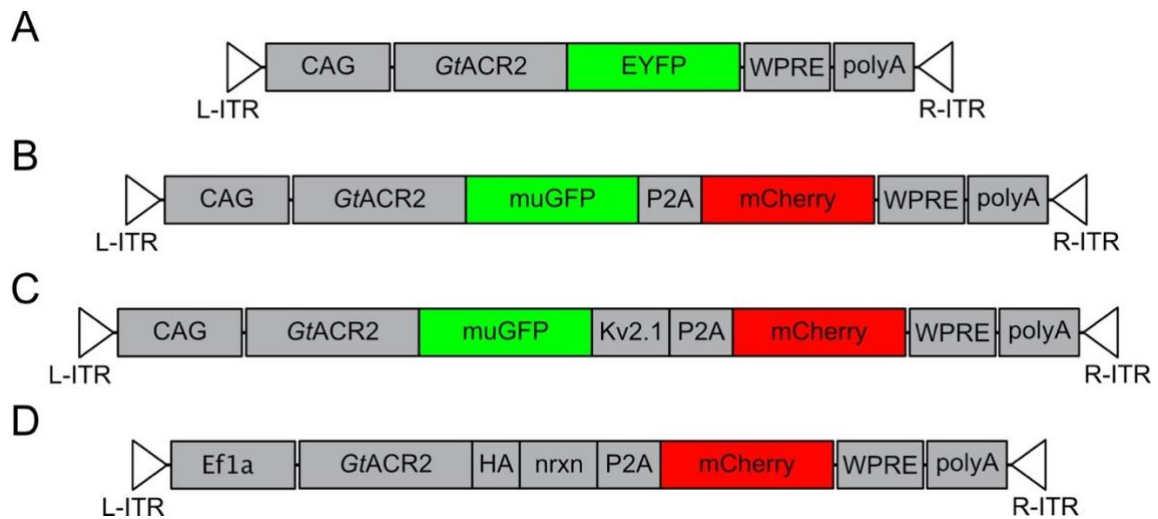 A
CAG GtACR2 EYFP WPRE polyA
L-ITR R-ITR
B
CAG GtACR2 muGFP P2A mCherry WPRE polyA
L-ITR R-ITR
C
CAG GtACR2 muGFP Kv2.1 P2A mCherry WPRE polyA
L-ITR R-ITR
D
Ef1a GtACR2 HA nrxn P2A mCherry WPRE polyA
L-ITR R-ITR